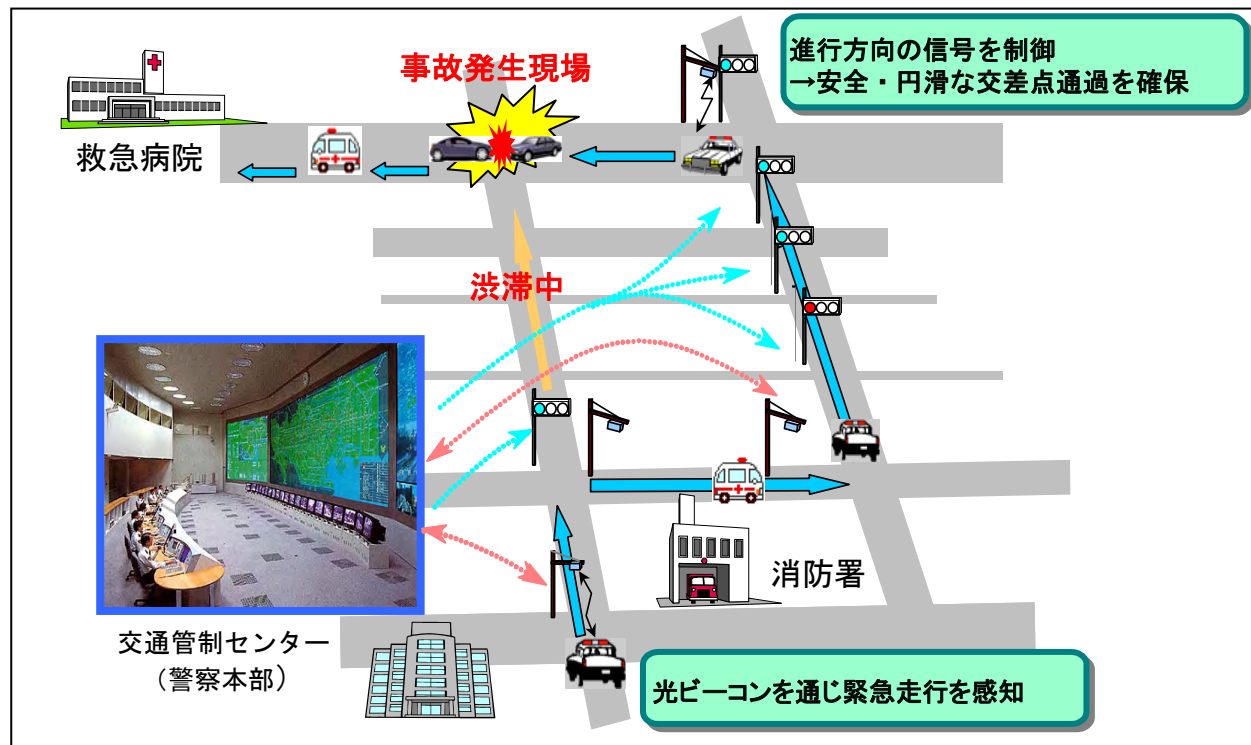 進行方向の信号を制御
→安全・円滑な交差点通過を確保
事故発生現場
救急病院
渋滞中
消防署
交通管制センター
（警察本部）
光ビーコンを通じ緊急走行を感知